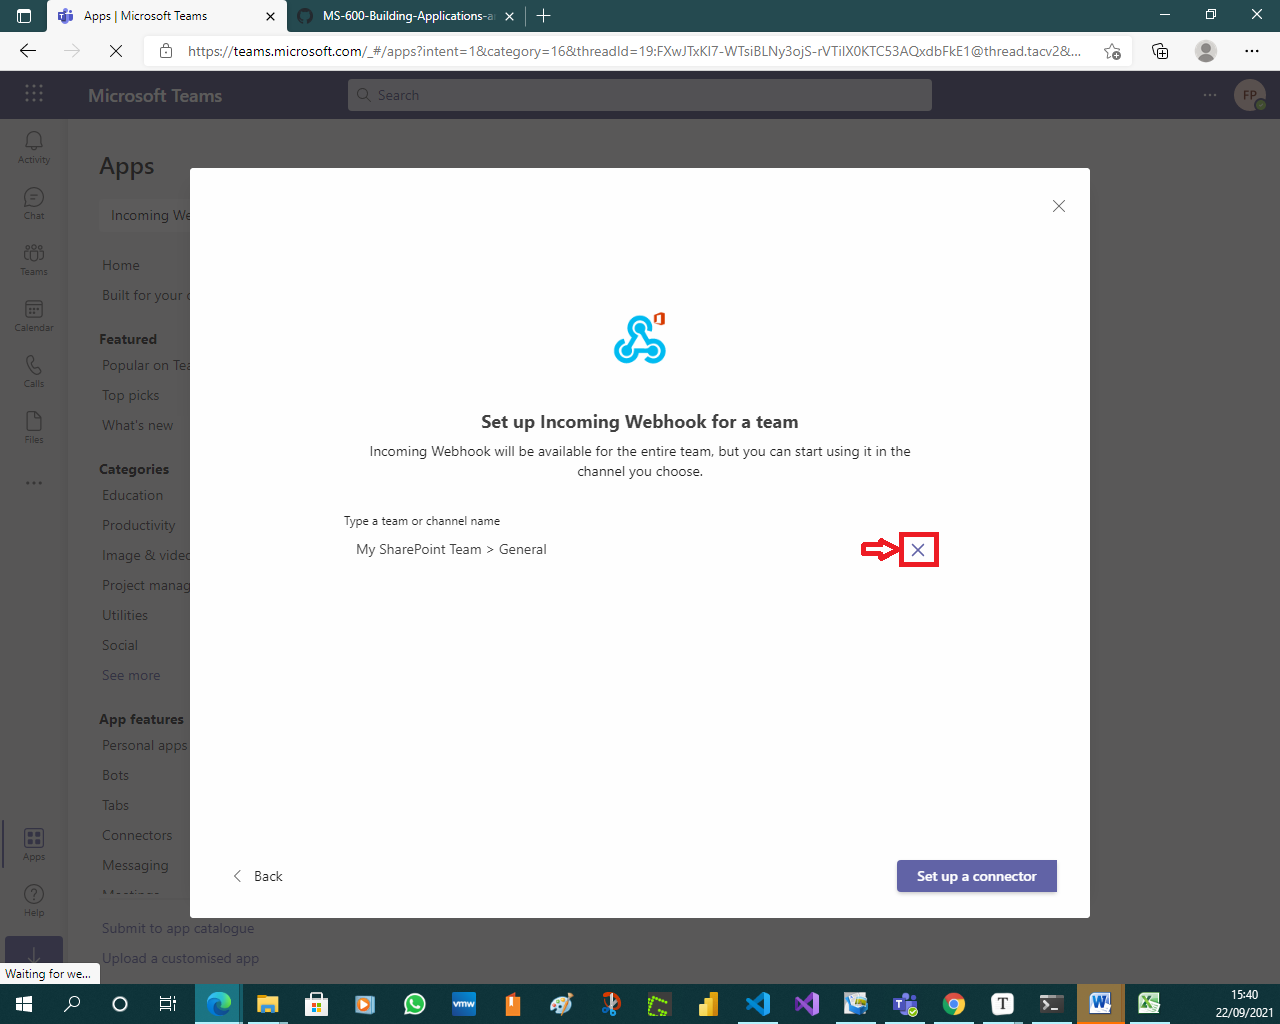 Apps | Microsoft Teams
MS-600-Building-Applications-a
https://teams.microsoft.com/_#/apps?intent=1&category=16&threadId=19:FXwJTxKI7-WTsiBLNy3ojS-rVTiIX0KTC53AQxdbFkE1@thread.tacv2&...
Microsoft Teams
Search
FP
Activity
Chat
Teams
Calendar
Calls
Files
Apps
Help
Apps
Incoming We
Home
Built for your
Featured
Popular on Tea
Top picks
What's new
Categories
Education
Productivity
Image & video
Project manag
Utilities
Social
See more
App features
Personal apps
Bots
Tabs
Connectors
Messaging
Meetings
Submit to app catalogue
Upload a customised app
Set up Incoming Webhook for a team
Incoming Webhook will be available for the entire team, but you can start using it in the
channel you choose.
Type a team or channel name
My SharePoint Team > General
Back
Set up a connector
Waiting for we...
vmw
T
15:40
22/09/2021